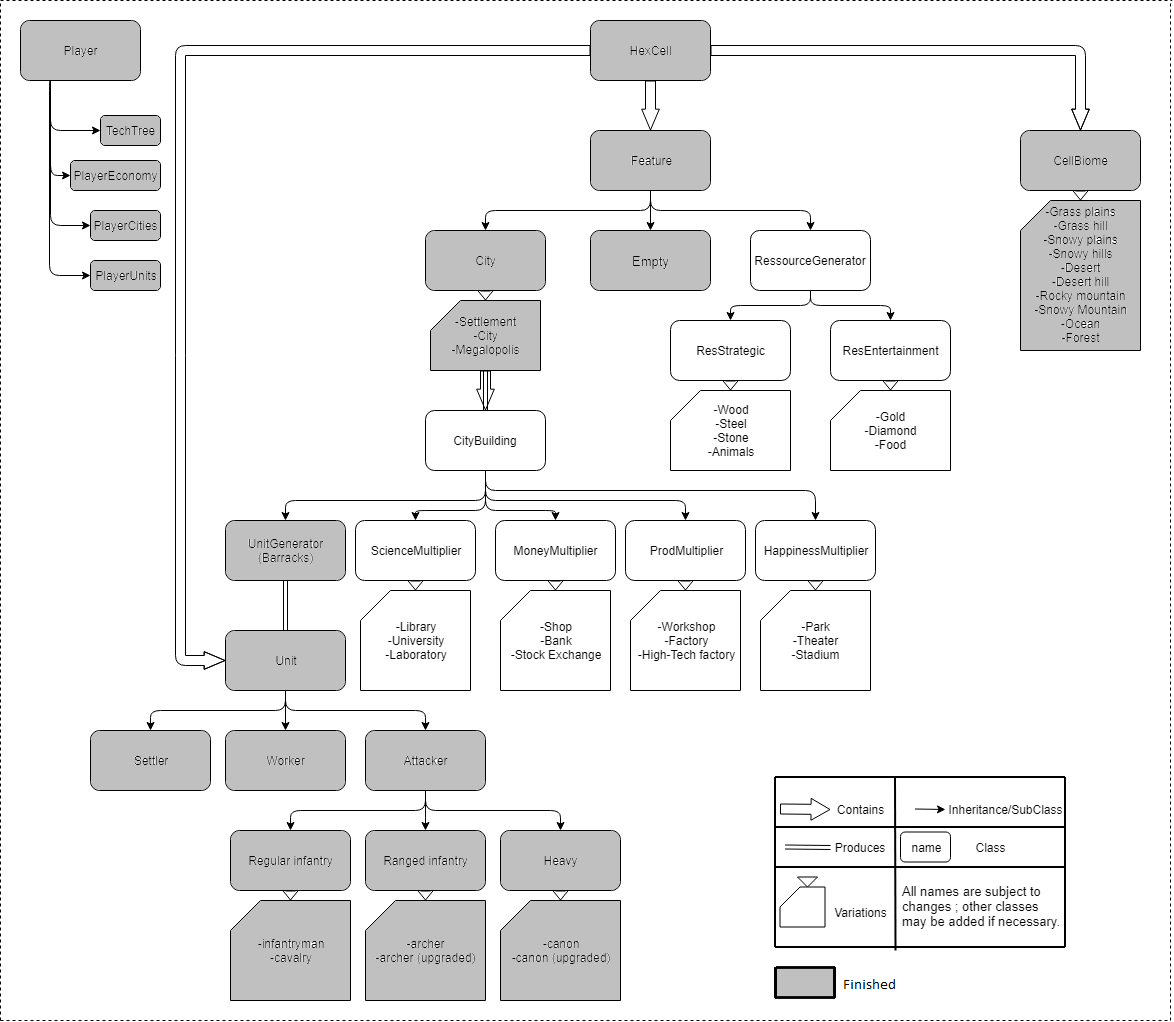 Player
HexCell
TechTree
PlayerEconomy
PlayerCities
PlayerUnits
Feature
CellBiome
-Grass plains
-Grass hill
-Snowy plains
-Snowy hills
-Desert
-Desert hill
-Rocky mountain
-Snowy Mountain
-Ocean
-Forest
City
Empty
RessourceGenerator
-Settlement
-City
-Megalopolis
ResStrategic
ResEntertainment
-Wood
-Steel
-Stone
-Animals
-Gold
-Diamond
-Food
CityBuilding
UnitGenerator
(Barracks)
ScienceMultiplier
MoneyMultiplier
ProdMultiplier
HappinessMultiplier
-Library
-University
-Laboratory
-Shop
-Bank
-Stock Exchange
-Workshop
-Factory
-High-Tech factory
-Park
-Theater
-Stadium
Unit
Settler
Worker
Attacker
Regular infantry
Ranged infantry
Heavy
-infantryman
-cavalry
-archer
-archer (upgraded)
-canon
-canon (upgraded)
Contains
Inheritance/SubClass
Produces
name
Class
Variations
All names are subject to
changes ; other classes
may be added if necessary.
Finished